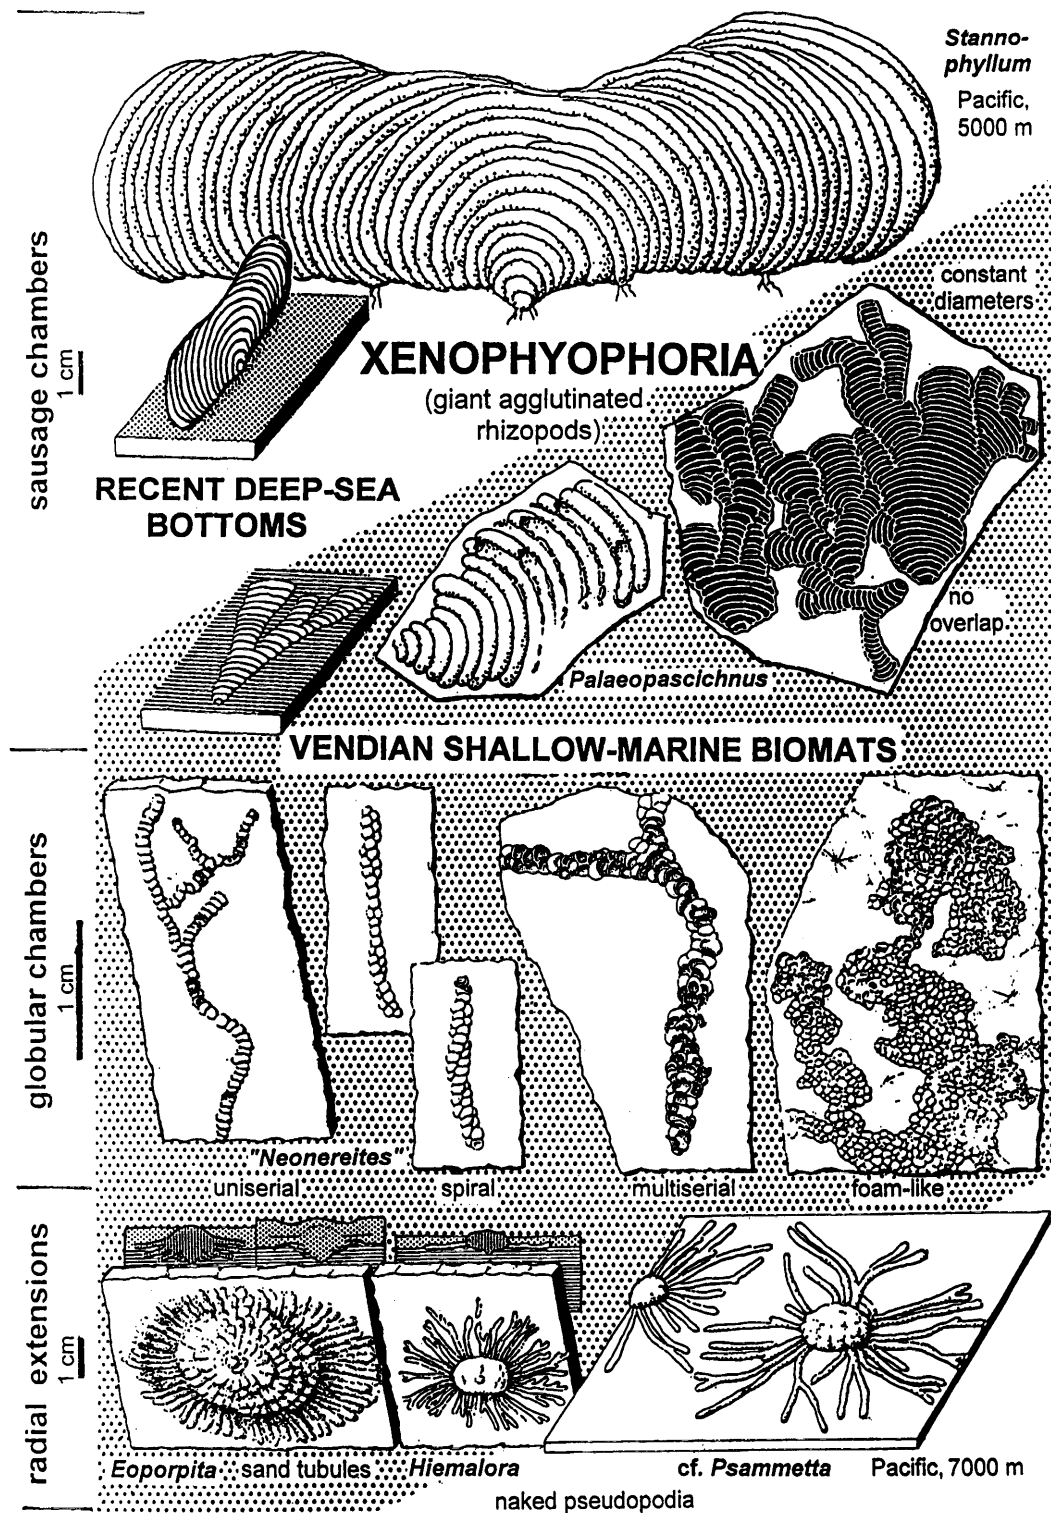 Stanno-
phyllum
Pacific,
5000 m
sausage chambers
1 cm
constant
diameters
XENOPHYOPHORIA
(giant agglutinated
rhizopods)
RECENT DEEP-SEA
BOTTOMS
no
overlap
Palaeopascichnus
VENDIAN SHALLOW-MARINE BIOMATS
globular chambers
1 cm
"Neonereites"
uniserial
spiral
multiserial
foam-like
radial extensions
1 cm
Eoporpita
sand tubules
Hiemalora
cf. Psammetta
Pacific, 7000 m
naked pseudopodia